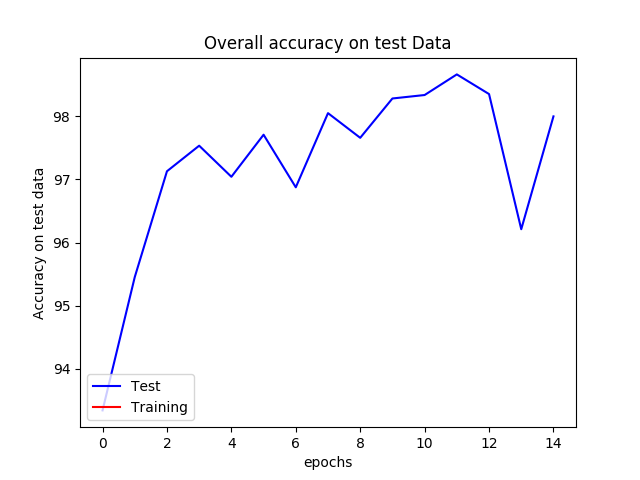 Overall accuracy on test Data
Accuracy on test data
98
97
96
95
94
Test
Training
0 2 4 6 8 10 12 14
epochs